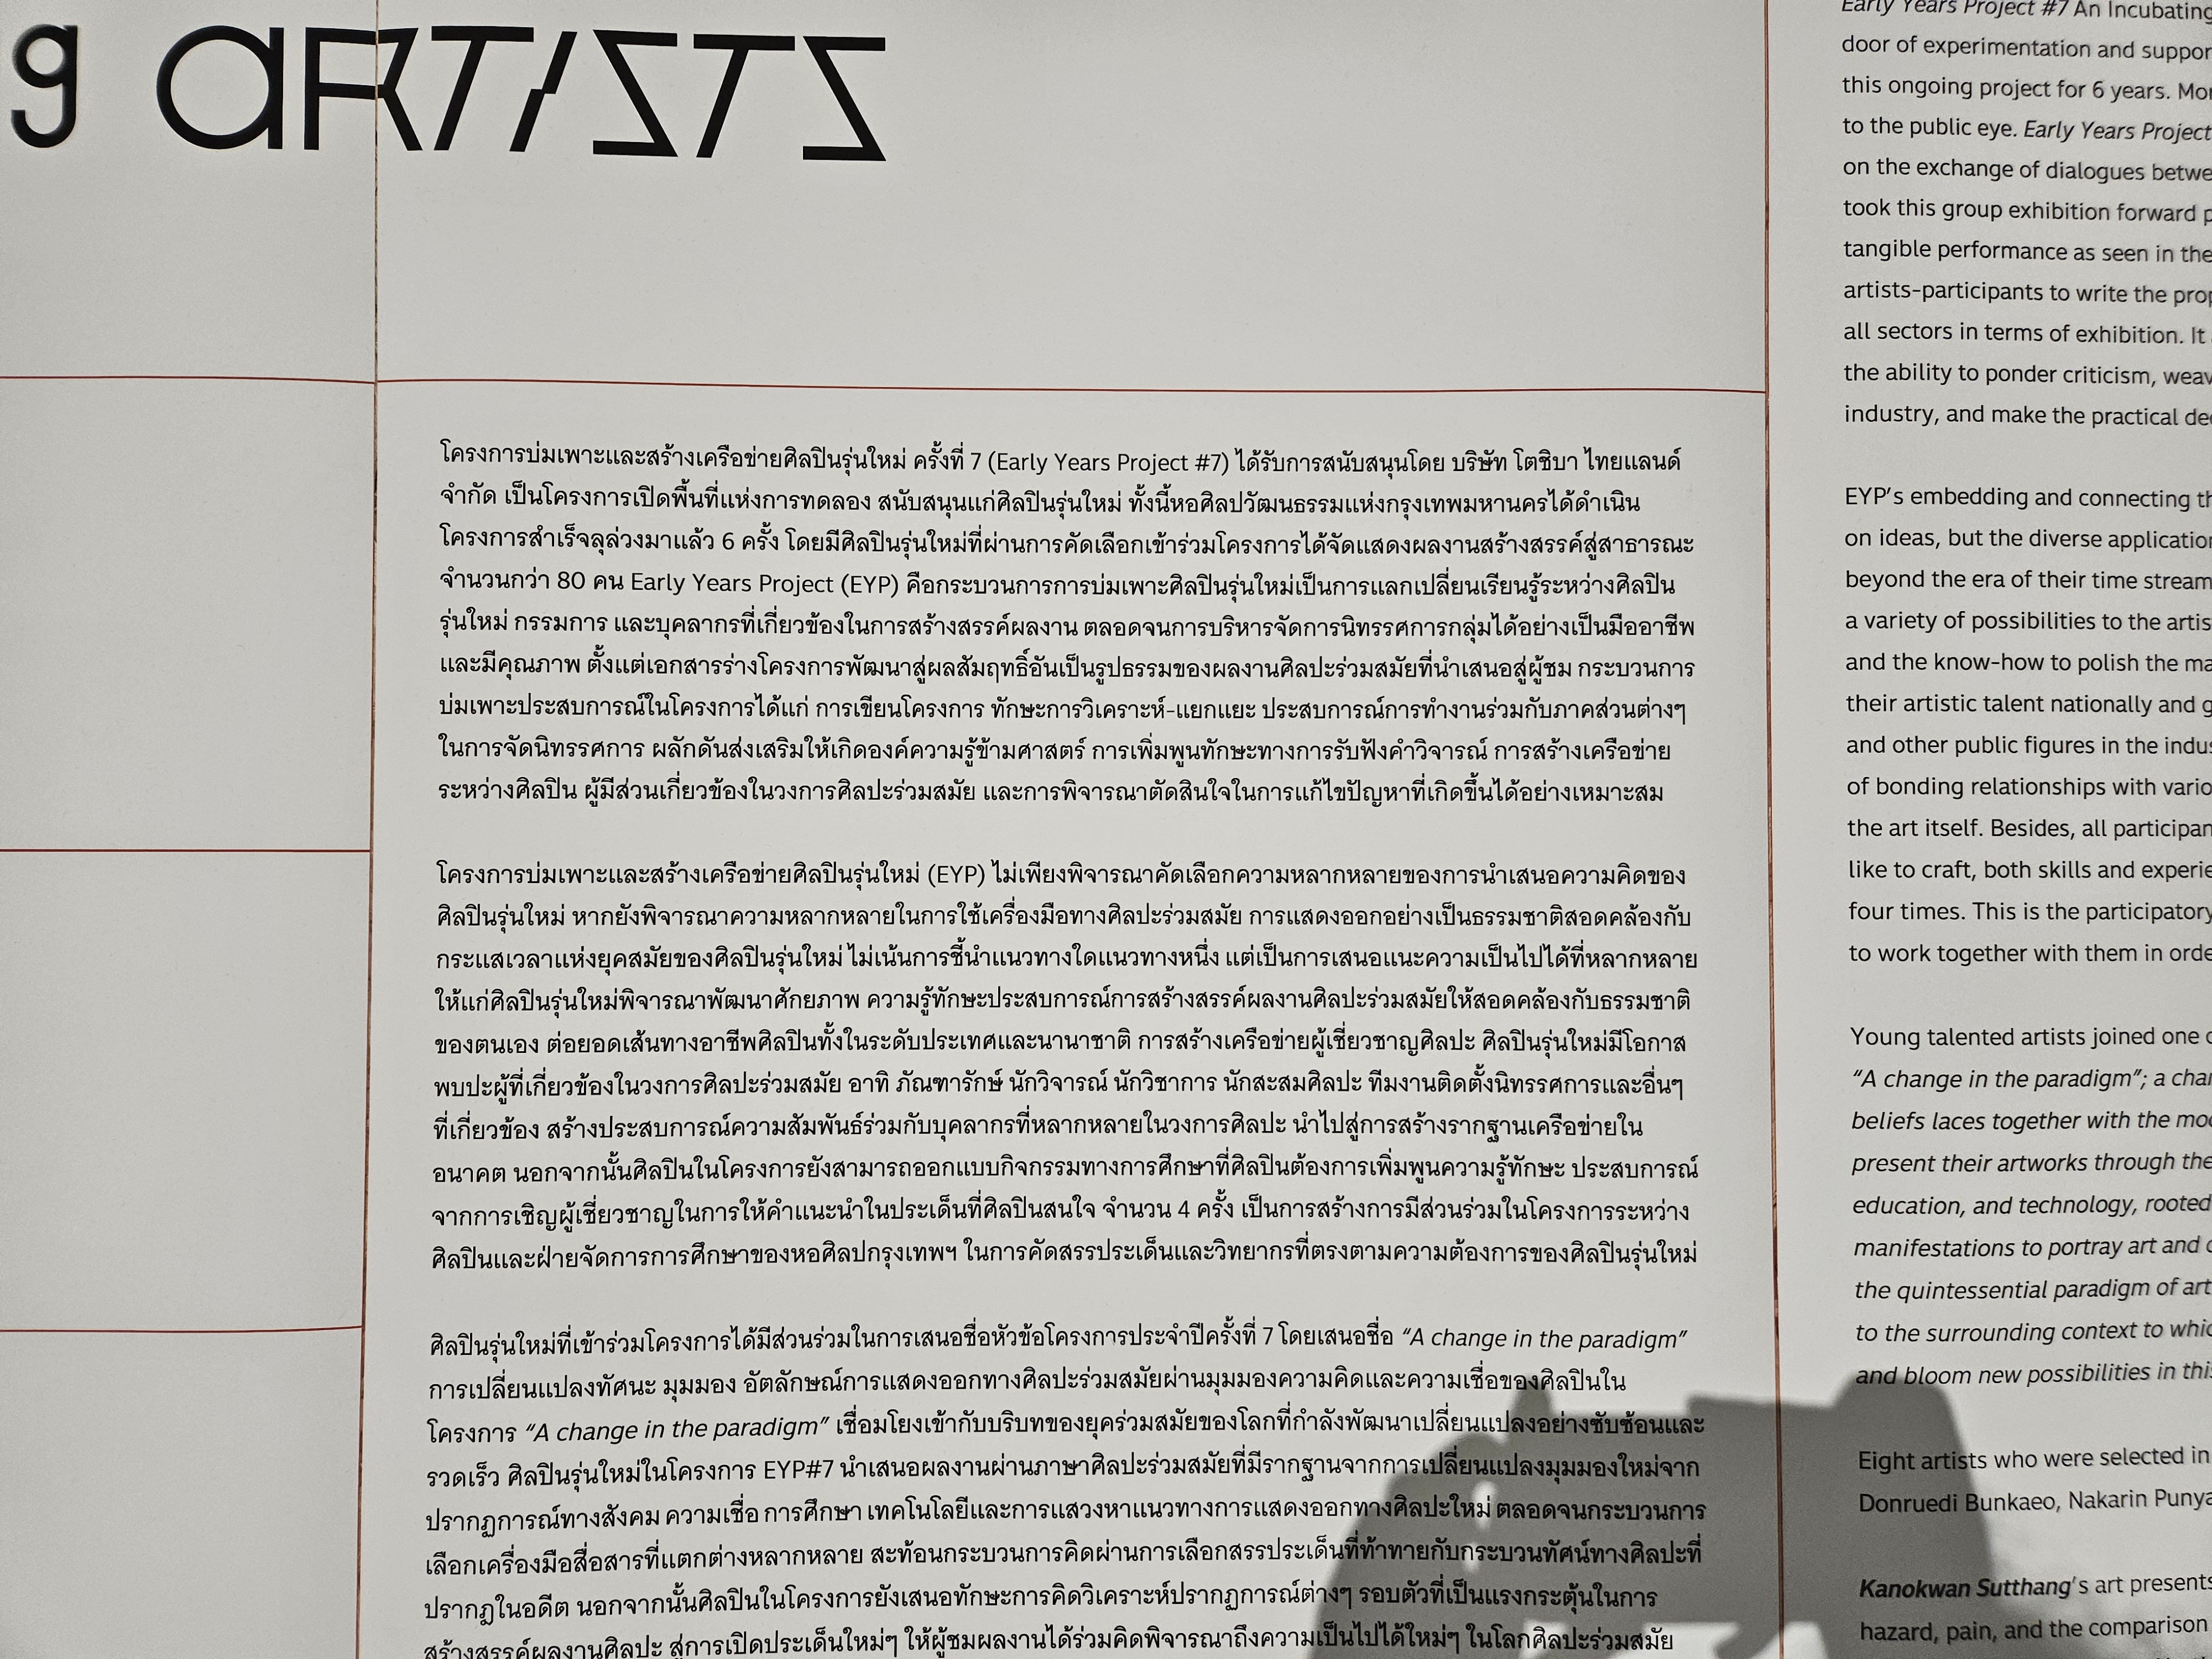 g aRTISTS
โครงการบ่มเพาะและสร้างเครือข่ายศิลปินรุ่นใหม่ ครั้งที่ 7 (Early Years Project #7) ได้รับการสนับสนุนโดย บริษัท โตชิบา ไทยแลนด์
จำกัด เป็นโครงการเปิดพื้นที่แห่งการทดลอง สนับสนุนแก่ศิลปินรุ่นใหม่ ทั้งนี้หอศิลปวัฒนธรรมแห่งกรุงเทพมหานครได้ดำเนิน
โครงการสำเร็จลุล่วงมาแล้ว 6 ครั้ง โดยมีศิลปินรุ่นใหม่ที่ผ่านการคัดเลือกเข้าร่วมโครงการได้จัดแสดงผลงานสร้างสรรค์สู่สาธารณะ
จำนวนกว่า 80 คน Early Years Project (EYP) คือกระบวนการการบ่มเพาะศิลปินรุ่นใหม่เป็นการแลกเปลี่ยนเรียนรู้ระหว่างศิลปิน
รุ่นใหม่ กรรมการ และบุคลากรที่เกี่ยวข้องในการสร้างสรรค์ผลงาน ตลอดจนการบริหารจัดการนิทรรศการกลุ่มได้อย่างเป็นมืออาชีพ
และมีคุณภาพ ตั้งแต่เอกสารร่างโครงการพัฒนาสู่ผลสัมฤทธิ์อันเป็นรูปธรรมของผลงานศิลปะร่วมสมัยที่นำเสนอสู่ผู้ชม กระบวนการ
บ่มเพาะประสบการณ์ในโครงการได้แก่ การเขียนโครงการ ทักษะการวิเคราะห์-แยกแยะ ประสบการณ์การทำงานร่วมกับภาคส่วนต่างๆ
ในการจัดนิทรรศการ ผลักดันส่งเสริมให้เกิดองค์ความรู้ข้ามศาสตร์ การเพิ่มพูนทักษะทางการรับฟังคำวิจารณ์ การสร้างเครือข่าย
ระหว่างศิลปิน ผู้มีส่วนเกี่ยวข้องในวงการศิลปะร่วมสมัย และการพิจารณาตัดสินใจในการแก้ไขปัญหาที่เกิดขึ้นได้อย่างเหมาะสม
โครงการบ่มเพาะและสร้างเครือข่ายศิลปินรุ่นใหม่ (EYP) ไม่เพียงพิจารณาคัดเลือกความหลากหลายของการนำเสนอความคิดของ
ศิลปินรุ่นใหม่ หากยังพิจารณาความหลากหลายในการใช้เครื่องมือทางศิลปะร่วมสมัย การแสดงออกอย่างเป็นธรรมชาติสอดคล้องกับ
กระแสเวลาแห่งยุคสมัยของศิลปินรุ่นใหม่ ไม่เน้นการชี้นำแนวทางใดแนวทางหนึ่ง แต่เป็นการเสนอแนะความเป็นไปได้ที่หลากหลาย
ให้แก่ศิลปินรุ่นใหม่พิจารณาพัฒนาศักยภาพ ความรู้ทักษะประสบการณ์การสร้างสรรค์ผลงานศิลปะร่วมสมัยให้สอดคล้องกับธรรมชาติ
ของตนเอง ต่อยอดเส้นทางอาชีพศิลปินทั้งในระดับประเทศและนานาชาติ การสร้างเครือข่ายผู้เชี่ยวชาญศิลปะ ศิลปินรุ่นใหม่มีโอกาส
พบปะผู้ที่เกี่ยวข้องในวงการศิลปะร่วมสมัย อาทิ ภัณฑารักษ์ นักวิจารณ์ นักวิชาการ นักสะสมศิลปะ ทีมงานติดตั้งนิทรรศการและอื่นๆ
ที่เกี่ยวข้อง สร้างประสบการณ์ความสัมพันธ์ร่วมกับบุคลากรที่หลากหลายในวงการศิลปะ นำไปสู่การสร้างรากฐานเครือข่ายใน
อนาคต นอกจากนั้นศิลปินในโครงการยังสามารถออกแบบกิจกรรมทางการศึกษาที่ศิลปินต้องการเพิ่มพูนความรู้ทักษะ ประสบการณ์
จากการเชิญผู้เชี่ยวชาญในการให้คำแนะนำในประเด็นที่ศิลปินสนใจ จำนวน 4 ครั้ง เป็นการสร้างการมีส่วนร่วมในโครงการระหว่าง
ศิลปินและฝ่ายจัดการการศึกษาของหอศิลปกรุงเทพฯ ในการคัดสรรประเด็นและวิทยากรที่ตรงตามความต้องการของศิลปินรุ่นใหม่
ศิลปินรุ่นใหม่ที่เข้าร่วมโครงการได้มีส่วนร่วมในการเสนอชื่อหัวข้อโครงการประจำปีครั้งที่ 7 โดยเสนอชื่อ “A change in the paradigm”
การเปลี่ยนแปลงทัศนะ มุมมอง อัตลักษณ์การแสดงออกทางศิลปะร่วมสมัยผ่านมุมมองความคิดและความเชื่อของศิลปินใน
โครงการ “A change in the paradigm” เชื่อมโยงเข้ากับบริบทของยุคร่วมสมัยของโลกที่กำลังพัฒนาเปลี่ยนแปลงอย่างซับซ้อนและ
รวดเร็ว ศิลปินรุ่นใหม่ในโครงการ EYP#7 นำเสนอผลงานผ่านภาษาศิลปะร่วมสมัยที่มีรากฐานจากการเปลี่ยนแปลงมุมมองใหม่จาก
ปรากฏการณ์ทางสังคม ความเชื่อ การศึกษา เทคโนโลยีและการแสวงหาแนวทางการแสดงออกทางศิลปะใหม่ ตลอดจนกระบวนการ
เลือกเครื่องมือสื่อสารที่แตกต่างหลากหลาย สะท้อนกระบวนการคิดผ่านการเลือกสรรประเด็นที่ท้าทายกับกระบวนทัศน์ทางศิลปะที่
ปรากฏในอดีต นอกจากนั้นศิลปินในโครงการยังเสนอทักษะการคิดวิเคราะห์ปรากฏการณ์ต่างๆ รอบตัวที่เป็นแรงกระตุ้นในการ
สร้างสรรค์ผลงานศิลปะ สู่การเปิดประเด็นใหม่ๆ ให้ผู้ชมผลงานได้ร่วมคิดพิจารณาถึงความเป็นไปได้ใหม่ๆ ในโลกศิลปะร่วมสมัย
Early Years Project #7 An Incubating
door of experimentation and suppor
this ongoing project for 6 years. Mor
to the public eye. Early Years Project
on the exchange of dialogues betwe
took this group exhibition forward p
tangible performance as seen in the
artists-participants to write the prop
all sectors in terms of exhibition. It
the ability to ponder criticism, weav
industry, and make the practical de
EYP’s embedding and connecting th
on ideas, but the diverse application
beyond the era of their time stream
a variety of possibilities to the artis
and the know-how to polish the ma
their artistic talent nationally and g
and other public figures in the indus
of bonding relationships with vario
the art itself. Besides, all participan
like to craft, both skills and experie
four times. This is the participatory
to work together with them in orde
Young talented artists joined one
“A change in the paradigm”; a cha
beliefs laces together with the mo
present their artworks through the
education, and technology, rooted
manifestations to portray art and
the quintessential paradigm of art
to the surrounding context to whic
and bloom new possibilities in this
Eight artists who were selected in
Donruedi Bunkaeo, Nakarin Punya
Kanokwan Sutthang’s art presents
hazard, pain, and the comparison